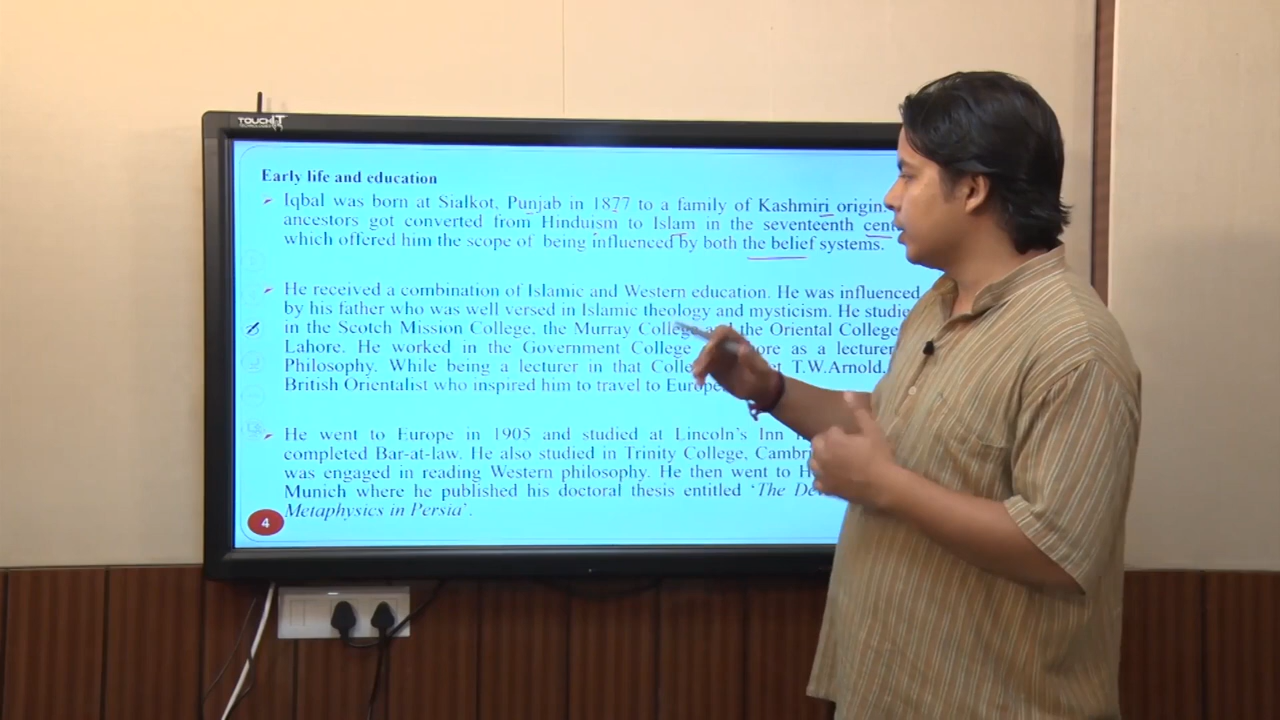 TOUCHIT
Early life and education
➢ Iqbal was born at Sialkot, Punjab in 1877 to a family of Kashmiri origin.
ancestors got converted from Hinduism to Islam in the seventeenth cent
which offered him the scope of being influenced by both the belief systems.
➢ He received a combination of Islamic and Western education. He was influenced
by his father who was well versed in Islamic theology and mysticism. He studie
in the Scotch Mission College, the Murray College and the Oriental College
Lahore. He worked in the Government College as a lecturer
Philosophy. While being a lecturer in that Colle T.W.Arnold.
British Orientalist who inspired him to travel to Europe
➢ He went to Europe in 1905 and studied at Lincoln's Inn
completed Bar-at-law. He also studied in Trinity College, Cambri
was engaged in reading Western philosophy. He then went to H
Munich where he published his doctoral thesis entitled 'The De
Metaphysics in Persia'.
4